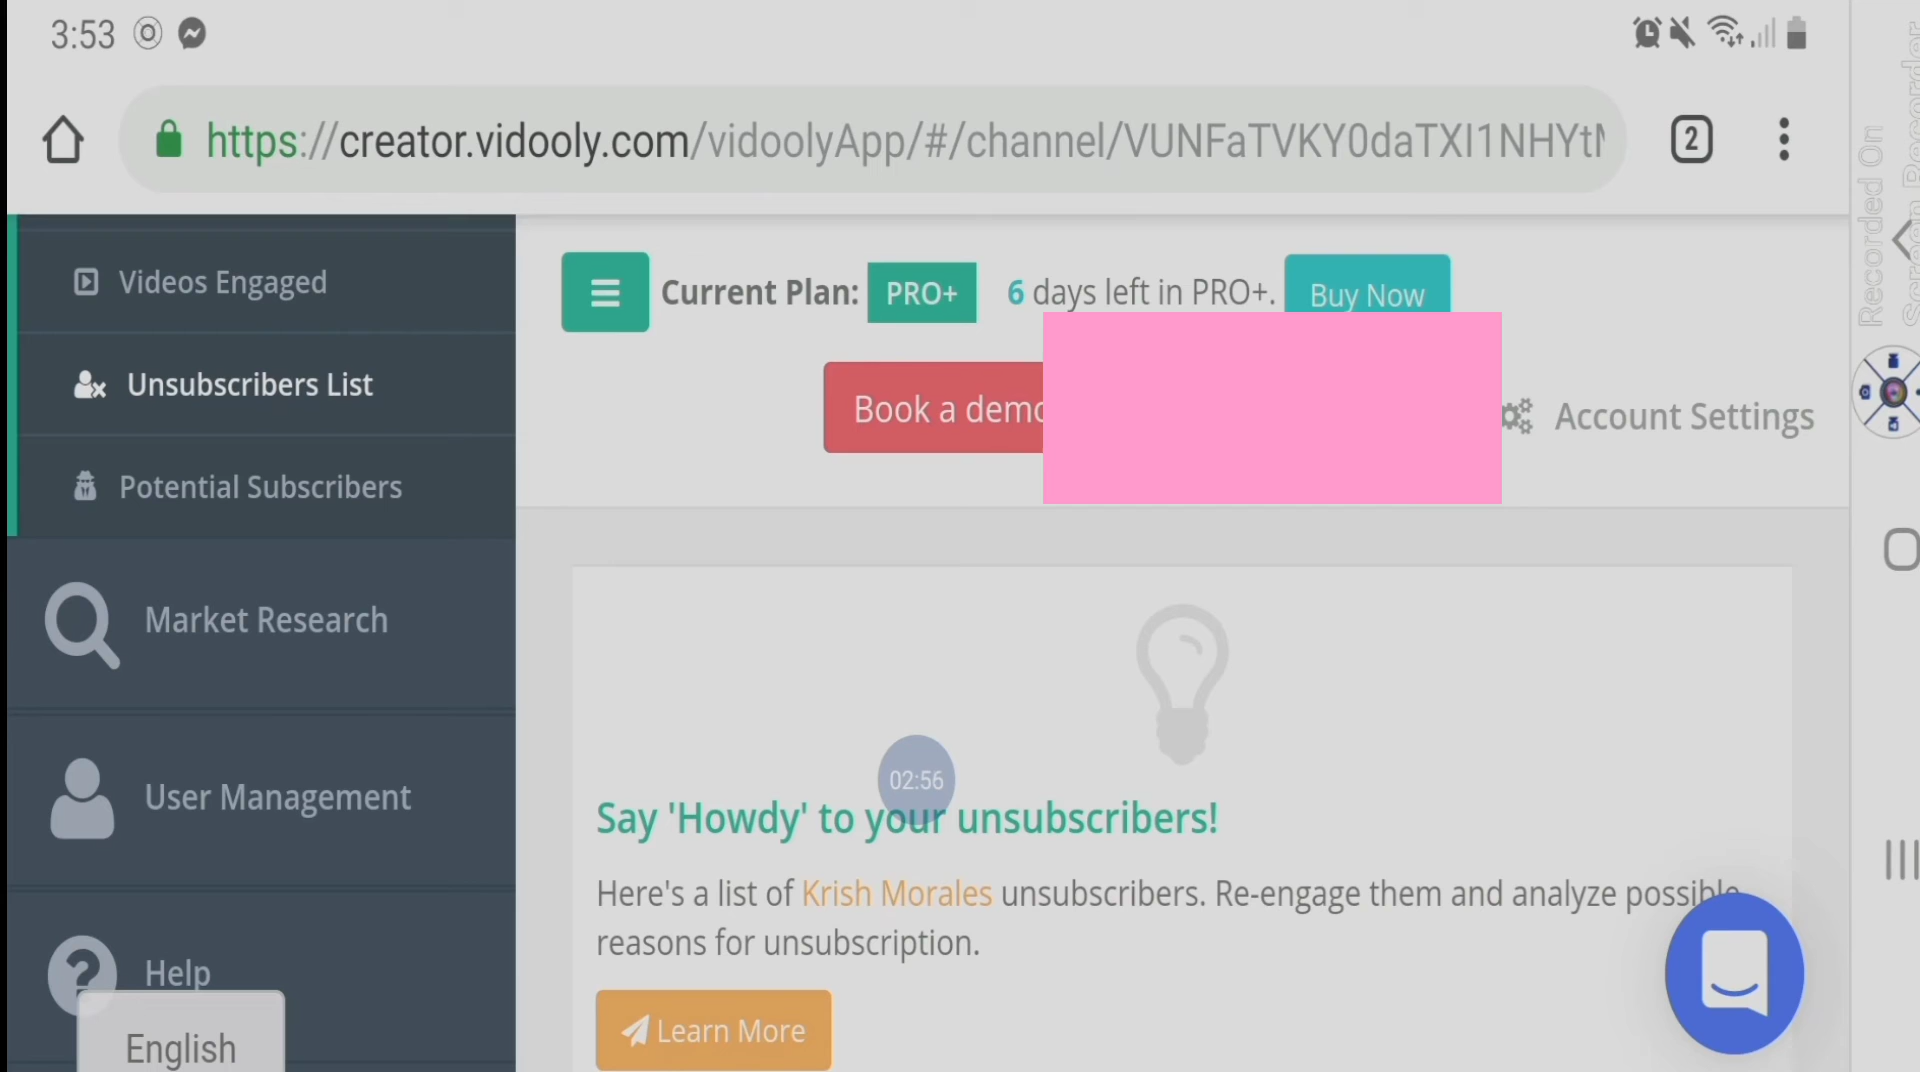 3:53
https://creator.vidooly.com/vidoolyApp/#/channel/VUNFaTVKY0daTXI1NHYtN
2
Videos Engaged
Unsubscribers List
Potential Subscribers
Market Research
User Management
Help
English
Current Plan: PRO+ 6 days left in PRO+. Buy Now
Book a demo
Account Settings
02:56
Say 'Howdy' to your unsubscribers!
Here's a list of Krish Morales unsubscribers. Re-engage them and analyze possible
reasons for unsubscription.
Learn More
Recorded On
Screen Recorder